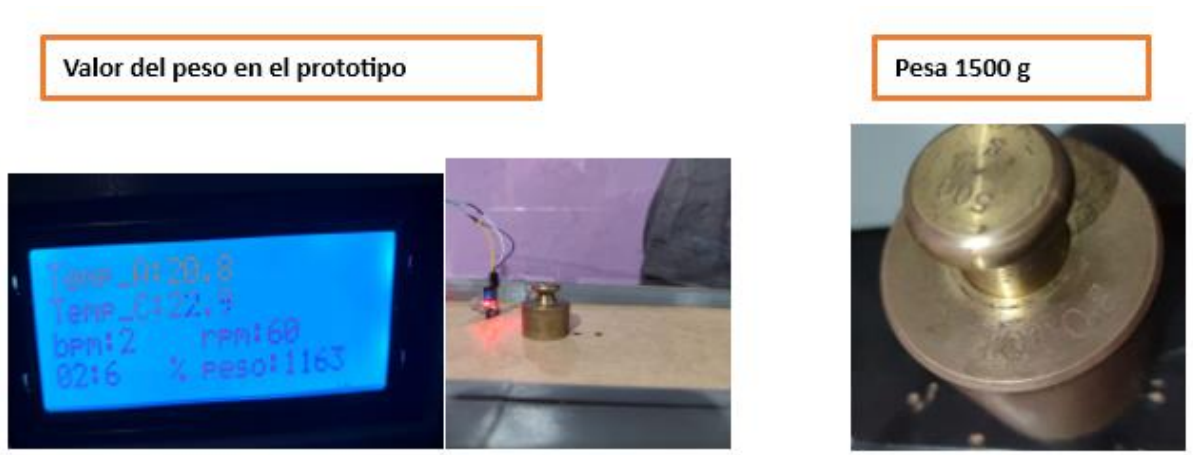 Valor del peso en el prototipo
Pesa 1500 g
Temp_A:20.8
Temp_C:22.9
bpm:2 rpm:60
02:6 % peso:1163